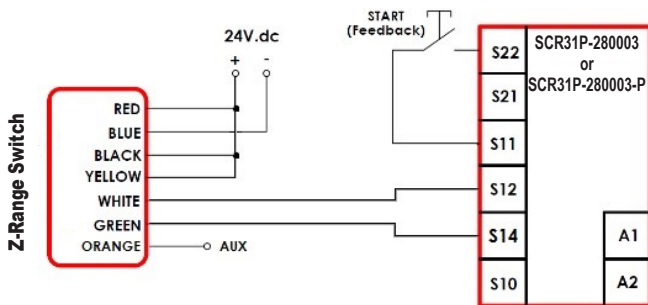 START
(Feedback)
24V.dc
+ -
Z-Range Switch
RED
BLUE
BLACK
YELLOW
WHITE
GREEN
ORANGE
AUX
S22
S21
S11
S12
S14
S10
SCR31P-280003
or
SCR31P-280003-P
A1
A2